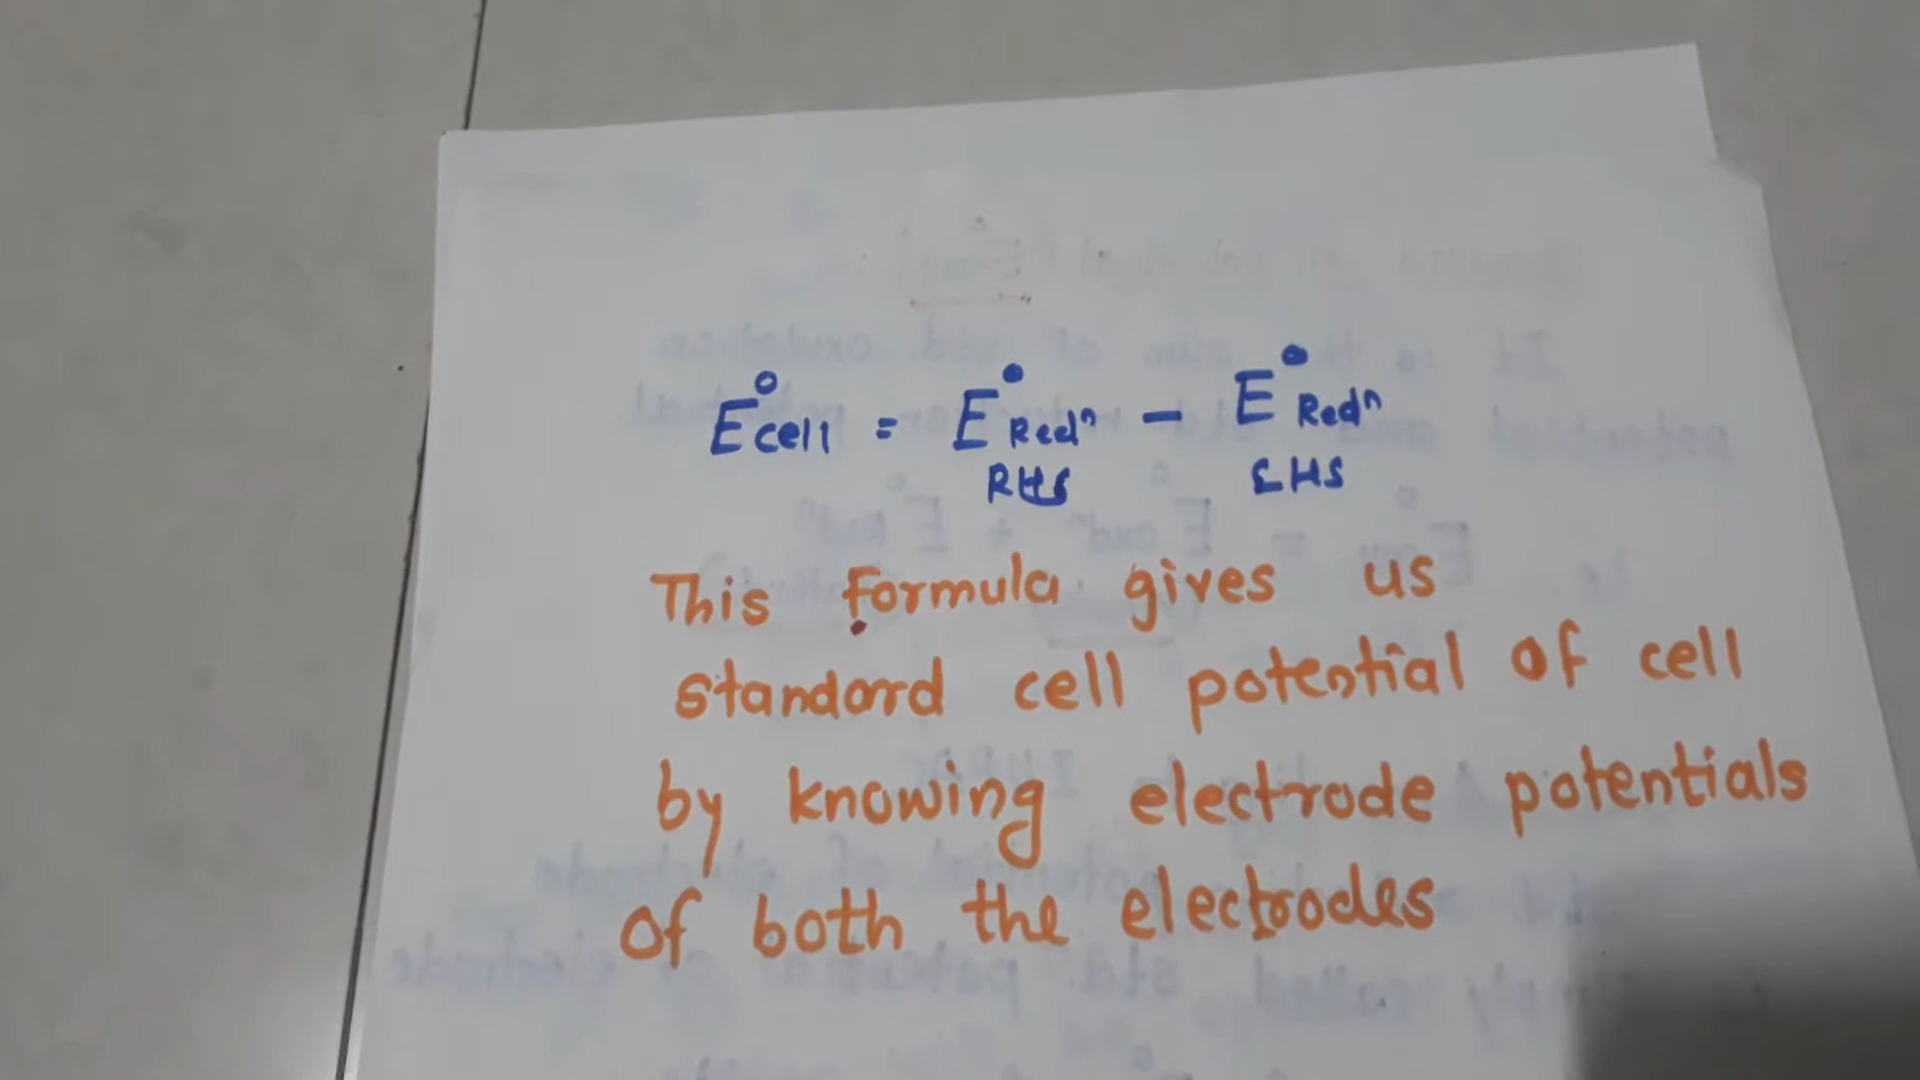 E°cell = E°Redⁿ - E°Redⁿ
RHS LHS
This formula gives us
standard cell potential of cell
by knowing electrode potentials
of both the electrodes